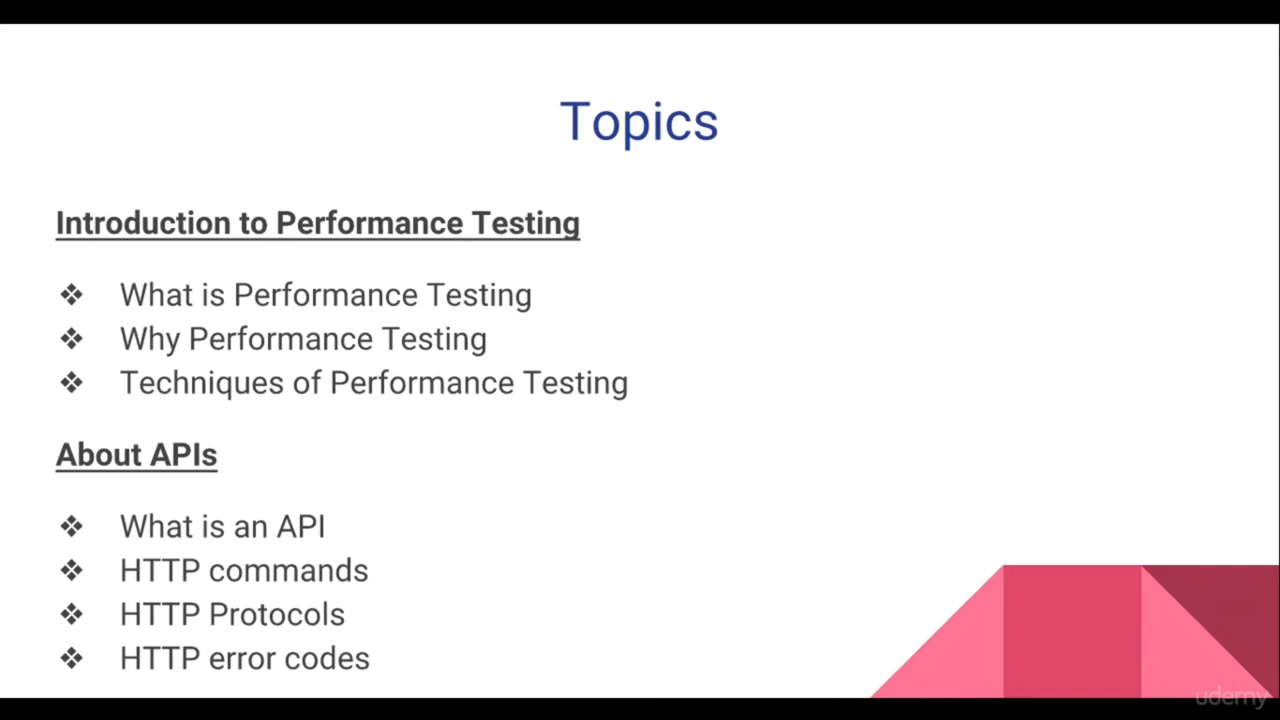 Topics
Introduction to Performance Testing
❖ What is Performance Testing
❖ Why Performance Testing
❖ Techniques of Performance Testing
About APIs
❖ What is an API
❖ HTTP commands
❖ HTTP Protocols
❖ HTTP error codes
udemy